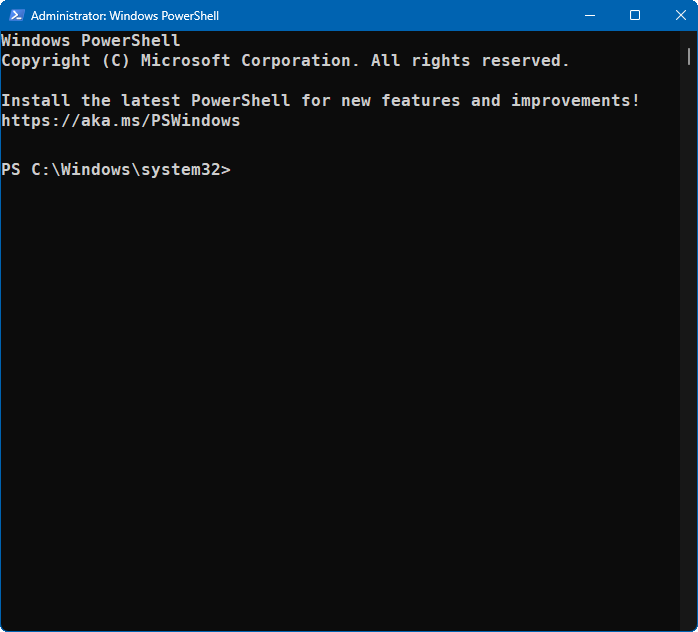 Administrator: Windows PowerShell
Windows PowerShell
Copyright (C) Microsoft Corporation. All rights reserved.
Install the latest PowerShell for new features and improvements!
https://aka.ms/PSWindows
PS C:\Windows\system32>